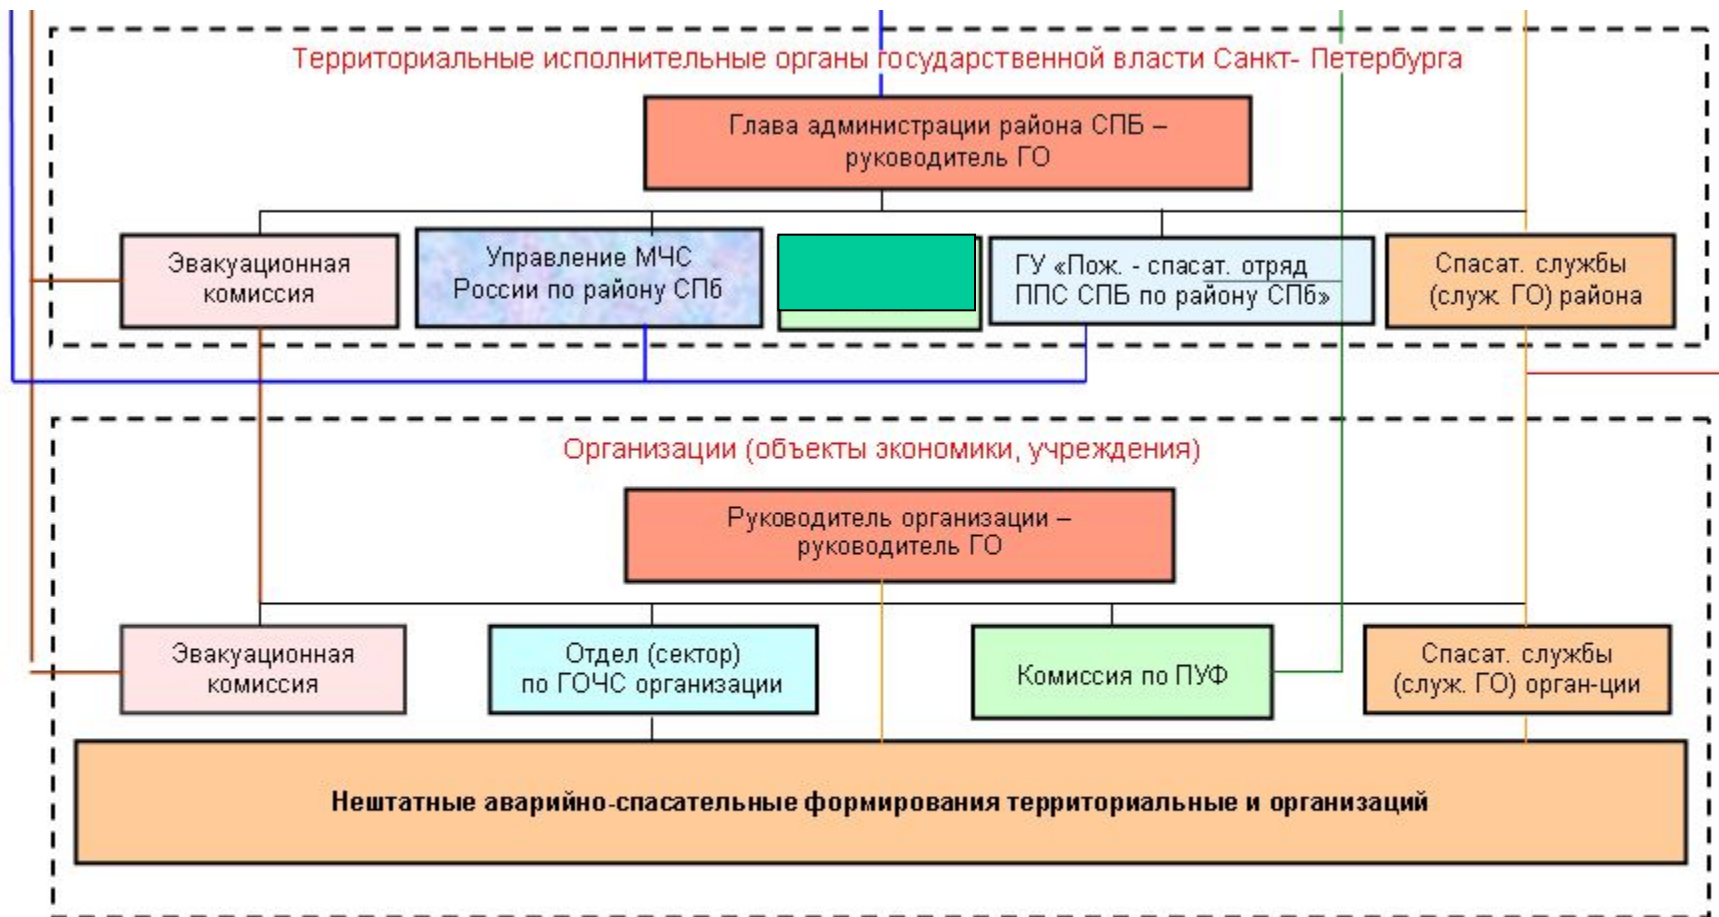 Территориальные исполнительные органы государственной власти Санкт- Петербурга
Глава администрации района СПБ –
руководитель ГО
Эвакуационная
комиссия
Управление МЧС
России по району СПб
ГУ «Пож. - спасат. отряд
ППС СПБ по району СПб»
Спасат. службы
(служ. ГО) района
Организации (объекты экономики, учреждения)
Руководитель организации –
руководитель ГО
Эвакуационная
комиссия
Отдел (сектор)
по ГОЧС организации
Комиссия по ПУФ
Спасат. службы
(служ. ГО) орган-ции
Нештатные аварийно-спасательные формирования территориальные и организаций